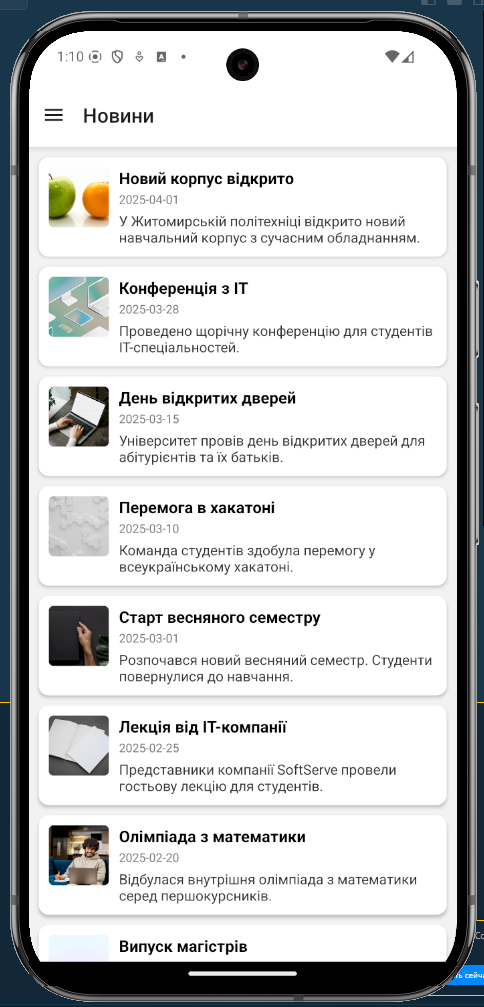 1:10
Новини
Новий корпус відкрито
2025-04-01
У Житомирській політехніці відкрито новий
навчальний корпус з сучасним обладнанням.
Конференція з ІТ
2025-03-28
Проведено щорічну конференцію для студентів
ІТ-спеціальностей.
День відкритих дверей
2025-03-15
Університет провів день відкритих дверей для
абітурієнтів та їх батьків.
Перемога в хакатоні
2025-03-10
Команда студентів здобула перемогу у
всеукраїнському хакатоні.
Старт весняного семестру
2025-03-01
Розпочався новий весняний семестр. Студенти
повернулися до навчання.
Лекція від ІТ-компанії
2025-02-25
Представники компанії SoftServe провели
гостьову лекцію для студентів.
Олімпіада з математики
2025-02-20
Відбулася внутрішня олімпіада з математики
серед першокурсників.
Випуск магістрів